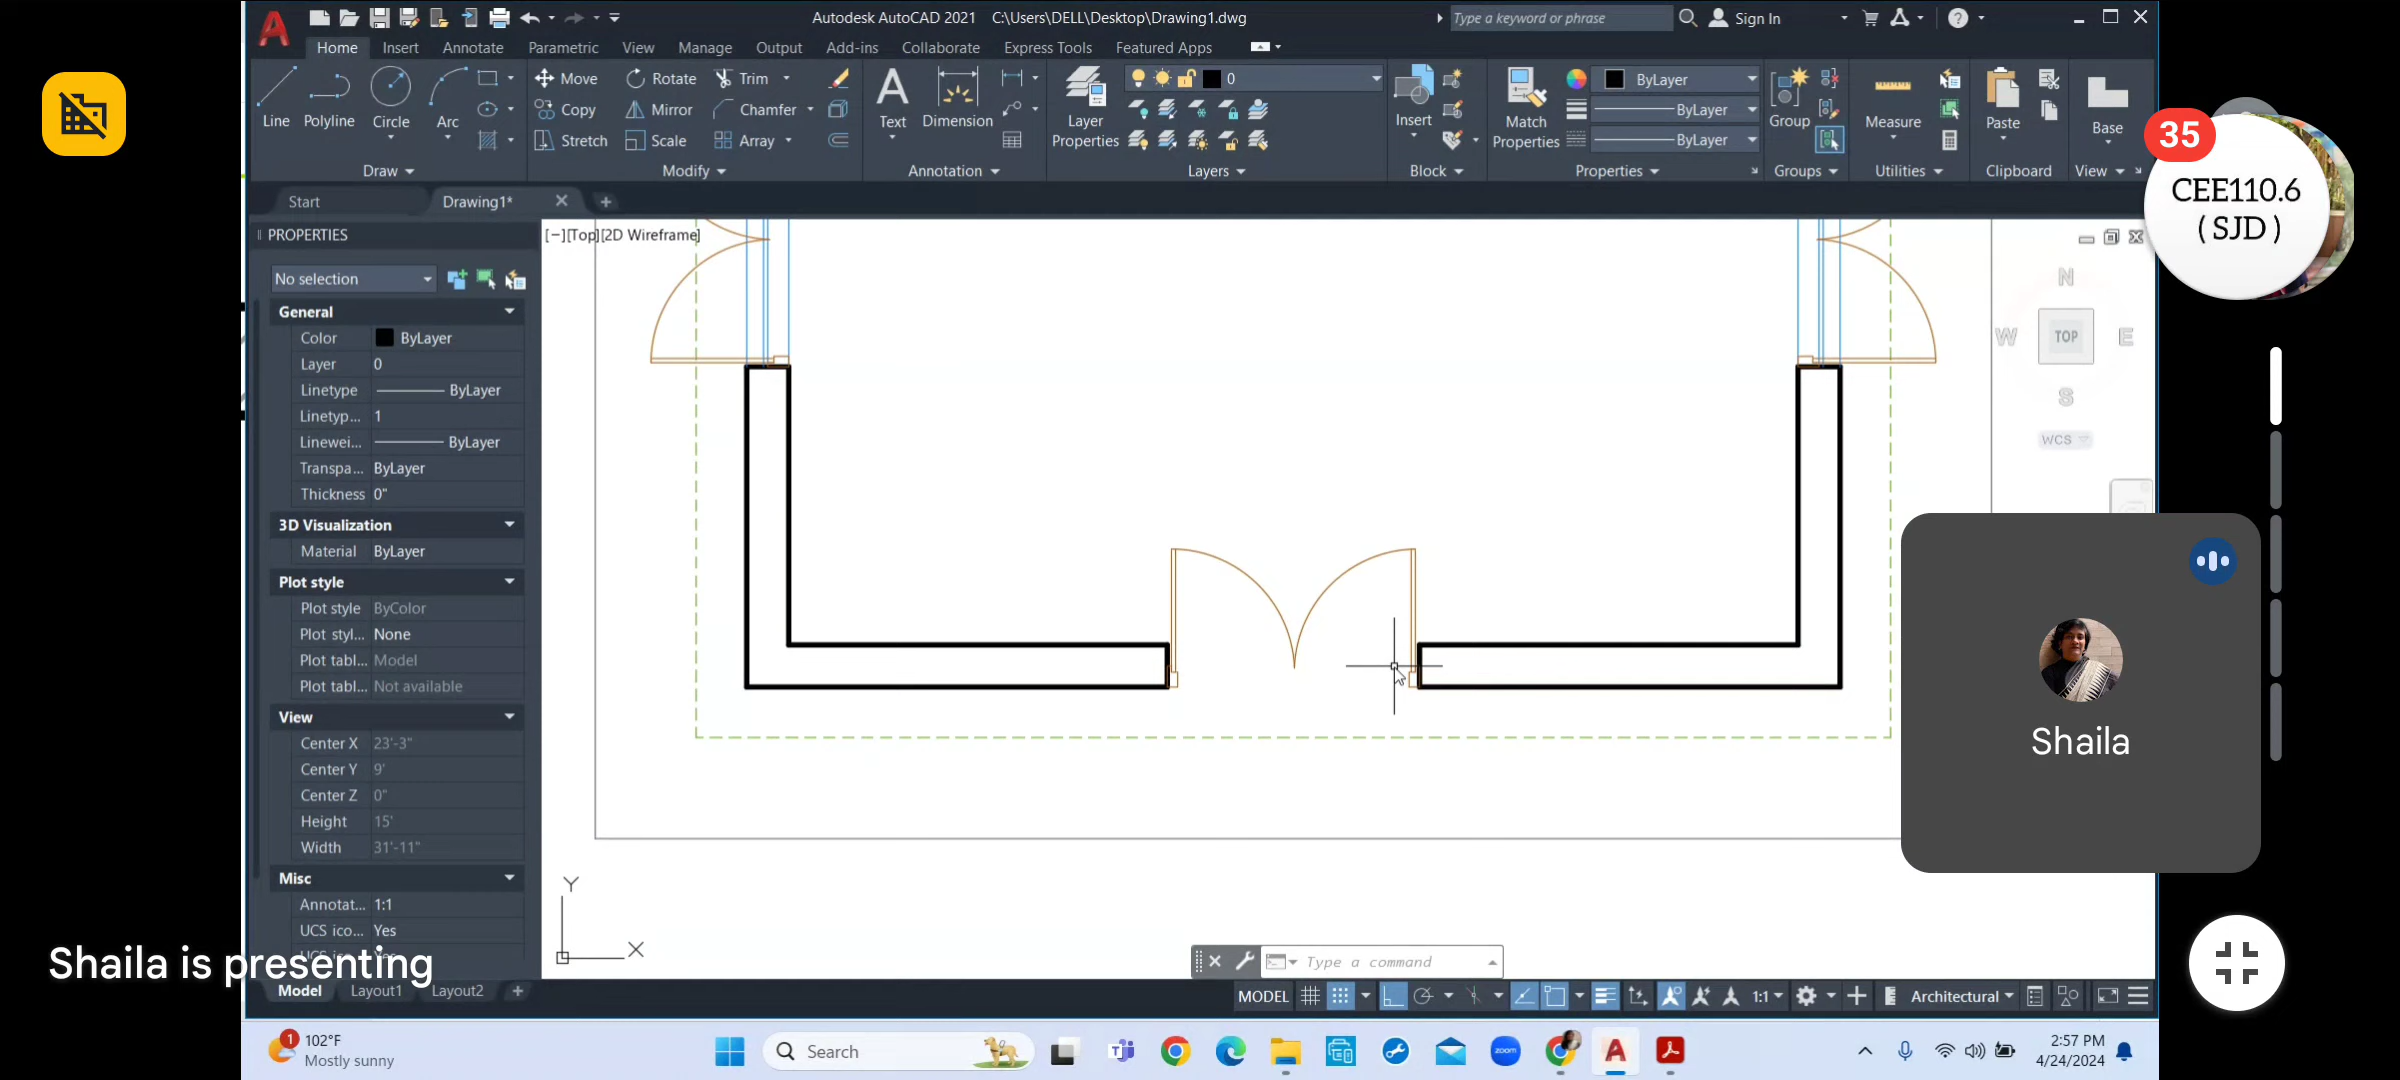 Autodesk AutoCAD 2021 C:\Users\DELL\Desktop\Drawing1.dwg
Type a keyword or phrase
Sign In
Home Insert Annotate Parametric View Manage Output Add-ins Collaborate Express Tools Featured Apps
Line Polyline Circle Arc
Move Rotate Trim
Copy Mirror Chamfer
Stretch Scale Array
Text Dimension
Layer
Properties
0
Insert
Match
Properties
ByLayer
ByLayer
ByLayer
Group
Measure
Paste
Base
Draw Modify Annotation Layers Block Properties Groups Utilities Clipboard View
35
CEE110.6
( SJD )
Start Drawing1*
PROPERTIES
[−][Top][2D Wireframe]
No selection
General
Color ByLayer
Layer 0
Linetype ByLayer
Linetyp... 1
Linewei... ByLayer
Transpa... ByLayer
Thickness 0"
3D Visualization
Material ByLayer
Plot style
Plot style ByColor
Plot styl... None
Plot tabl... Model
Plot tabl... Not available
View
Center X 23'-3"
Center Y 9'
Center Z 0"
Height 15'
Width 31'-11"
Misc
Annotat... 1:1
UCS ico... Yes
N
W TOP E
S
WCS
Shaila
Y
X
Type a command
Shaila is presenting
Model Layout1 Layout2
MODEL 1:1 Architectural
1
102°F
Mostly sunny
Search
zoom
2:57 PM
4/24/2024